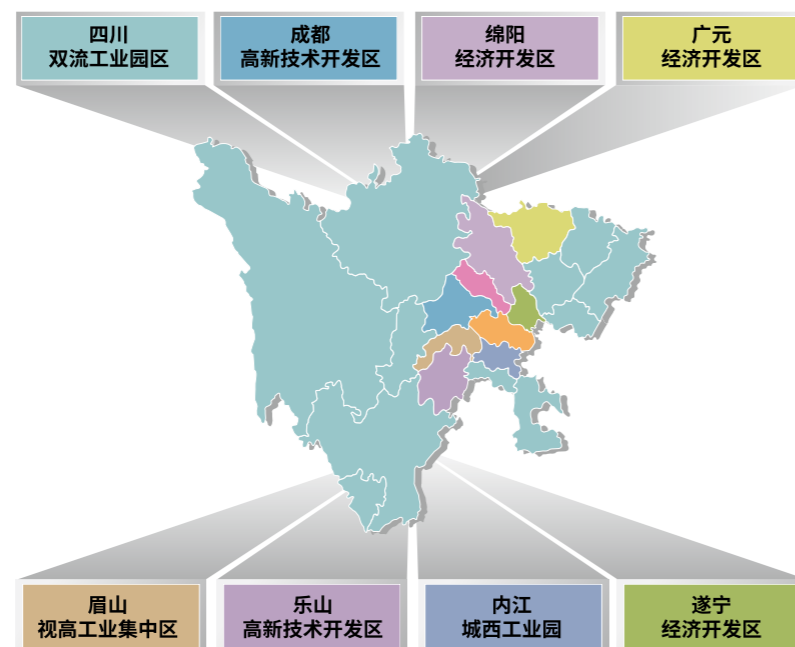 四川
双流工业园区
成都
高新技术开发区
绵阳
经济开发区
广元
经济开发区
眉山
视高工业集中区
乐山
高新技术开发区
内江
城西工业园
遂宁
经济开发区